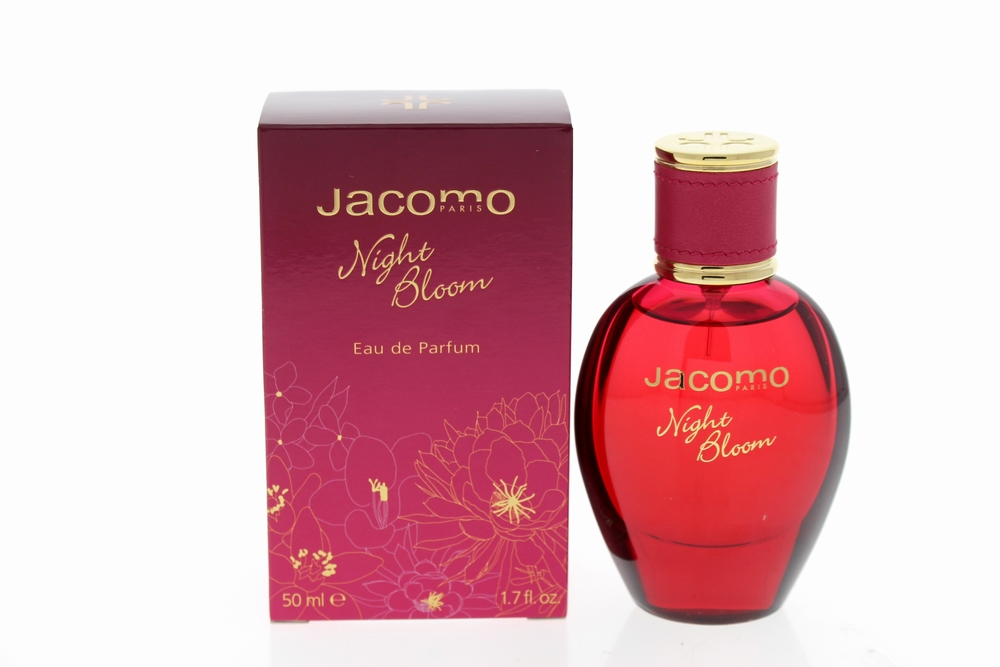 Jacomo
PARIS
Night
Bloom
Eau de Parfum
50 ml ℮
1.7 fl. oz.
Jacomo
PARIS
Night
Bloom